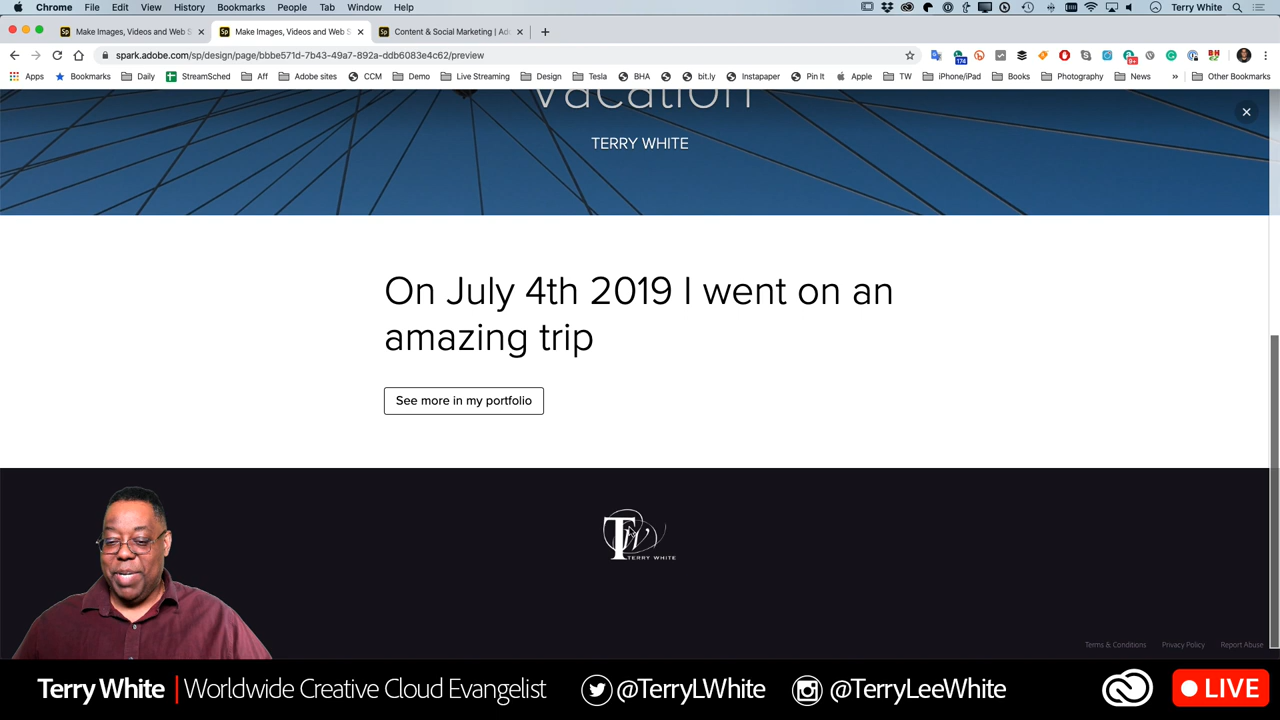 Chrome File Edit View History Bookmarks People Tab Window Help Terry White
Make Images, Videos and Web S
Make Images, Videos and Web S
Content & Social Marketing | Ado
spark.adobe.com/sp/design/page/bbbe571d-7b43-49a7-892a-ddb6083e4c62/preview
174
9+
Apps Bookmarks Daily StreamSched Aff Adobe sites CCM Demo Live Streaming Design Tesla BHA bit.ly Instapaper Pin It Apple TW iPhone/iPad Books Photography News » Other Bookmarks
Vacation
TERRY WHITE
On July 4th 2019 I went on an
amazing trip
See more in my portfolio
TW
TERRY WHITE
Terms & Conditions Privacy Policy Report Abuse
Terry White | Worldwide Creative Cloud Evangelist @TerryLWhite @TerryLeeWhite LIVE